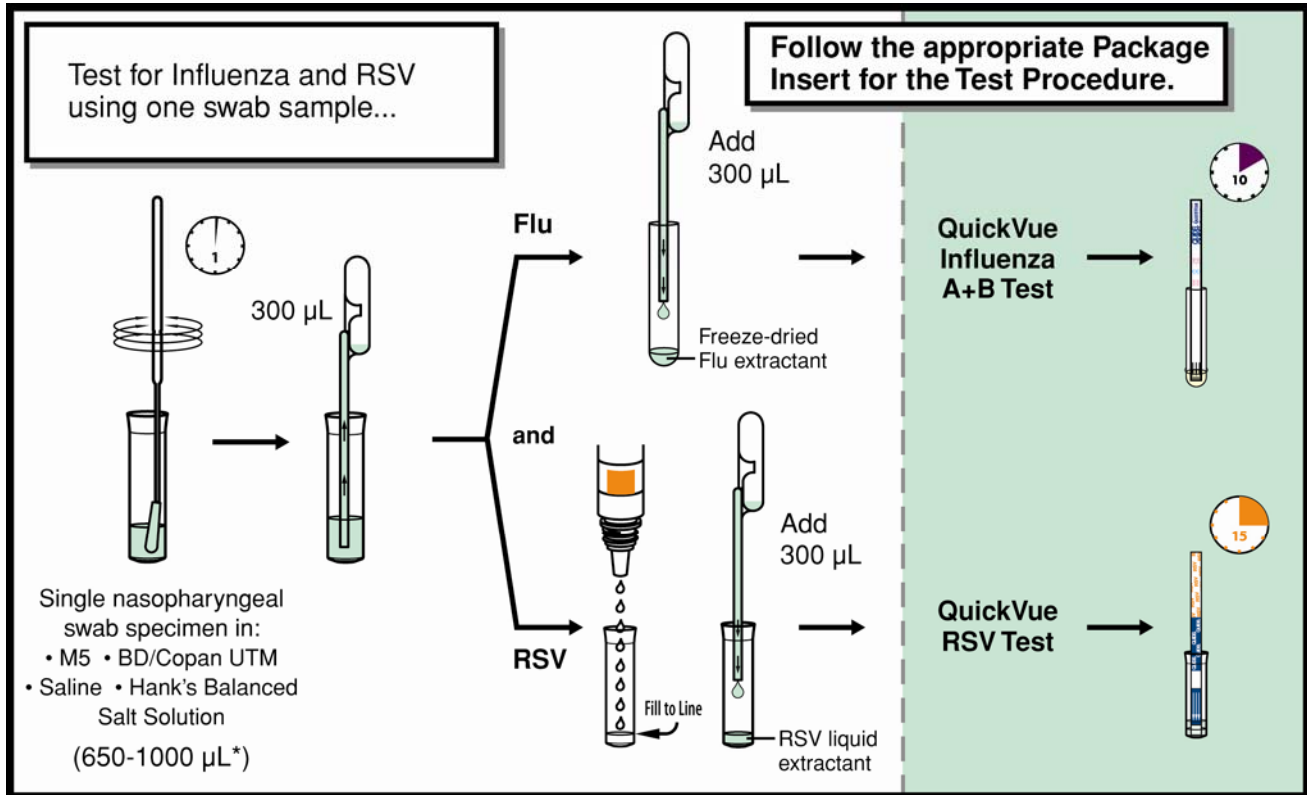 Test for Influenza and RSV
using one swab sample...
Follow the appropriate Package
Insert for the Test Procedure.
1
300 µL
Single nasopharyngeal
swab specimen in:
• M5 • BD/Copan UTM
• Saline • Hank's Balanced
Salt Solution
(650-1000 µL*)
Flu
and
RSV
Add
300 µL
Freeze-dried
Flu extractant
QuickVue
Influenza
A+B Test
10
Fill to Line
Add
300 µL
RSV liquid
extractant
QuickVue
RSV Test
15